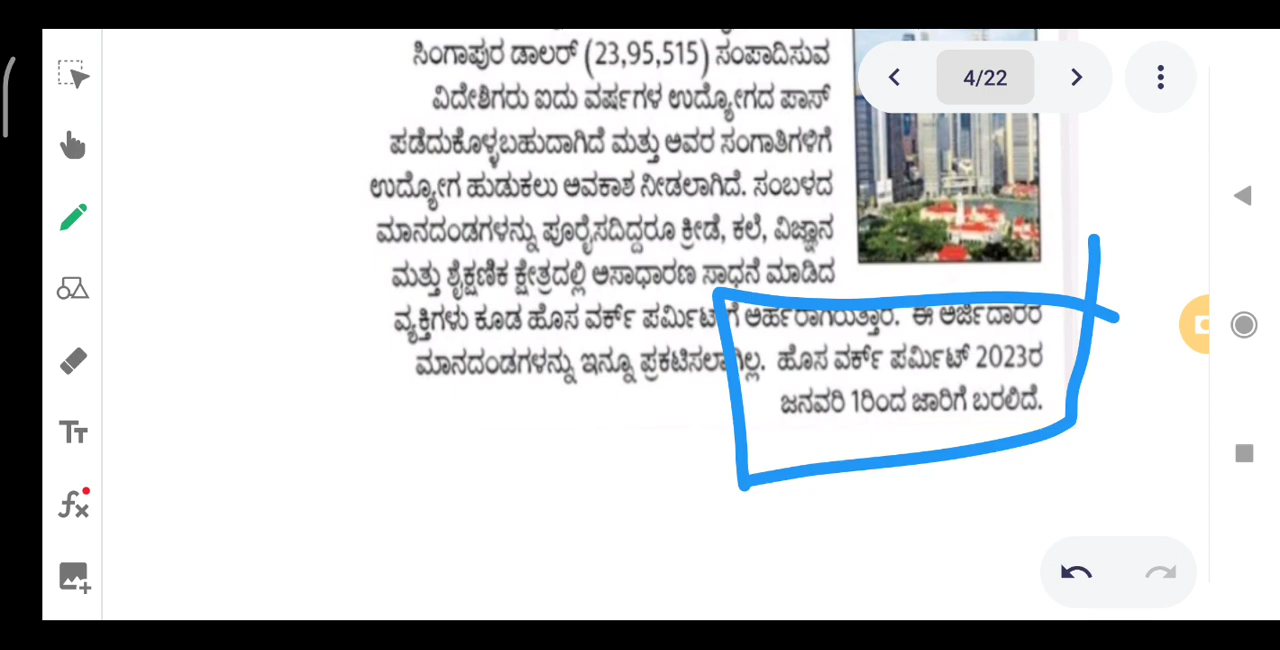 4/22
ಸಿಂಗಾಪುರ ಡಾಲರ್ (23,95,515) ಸಂಪಾದಿಸುವ
ವಿದೇಶಿಗರು ಐದು ವರ್ಷಗಳ ಉದ್ಯೋಗದ ಪಾಸ್
ಪಡೆದುಕೊಳ್ಳಬಹುದಾಗಿದೆ ಮತ್ತು ಅವರ ಸಂಗಾತಿಗಳಿಗೆ
ಉದ್ಯೋಗ ಹುಡುಕಲು ಅವಕಾಶ ನೀಡಲಾಗಿದೆ. ಸಂಬಳದ
ಮಾನದಂಡಗಳನ್ನು ಪೂರೈಸದಿದ್ದರೂ ಕ್ರೀಡೆ, ಕಲೆ, ವಿಜ್ಞಾನ
ಮತ್ತು ಶೈಕ್ಷಣಿಕ ಕ್ಷೇತ್ರದಲ್ಲಿ ಅಸಾಧಾರಣ ಸಾಧನೆ ಮಾಡಿದ
ವ್ಯಕ್ತಿಗಳು ಕೂಡ ಹೊಸ ವರ್ಕ್ ಪರ್ಮಿಟ್‌ಗೆ ಅರ್ಹರಾಗಿರುತ್ತಾರೆ. ಈ ಅರ್ಜಿದಾರರ
ಮಾನದಂಡಗಳನ್ನು ಇನ್ನೂ ಪ್ರಕಟಿಸಲಾಗಿಲ್ಲ. ಹೊಸ ವರ್ಕ್ ಪರ್ಮಿಟ್ 2023ರ
ಜನವರಿ 1ರಿಂದ ಜಾರಿಗೆ ಬರಲಿದೆ.
Tт
fx